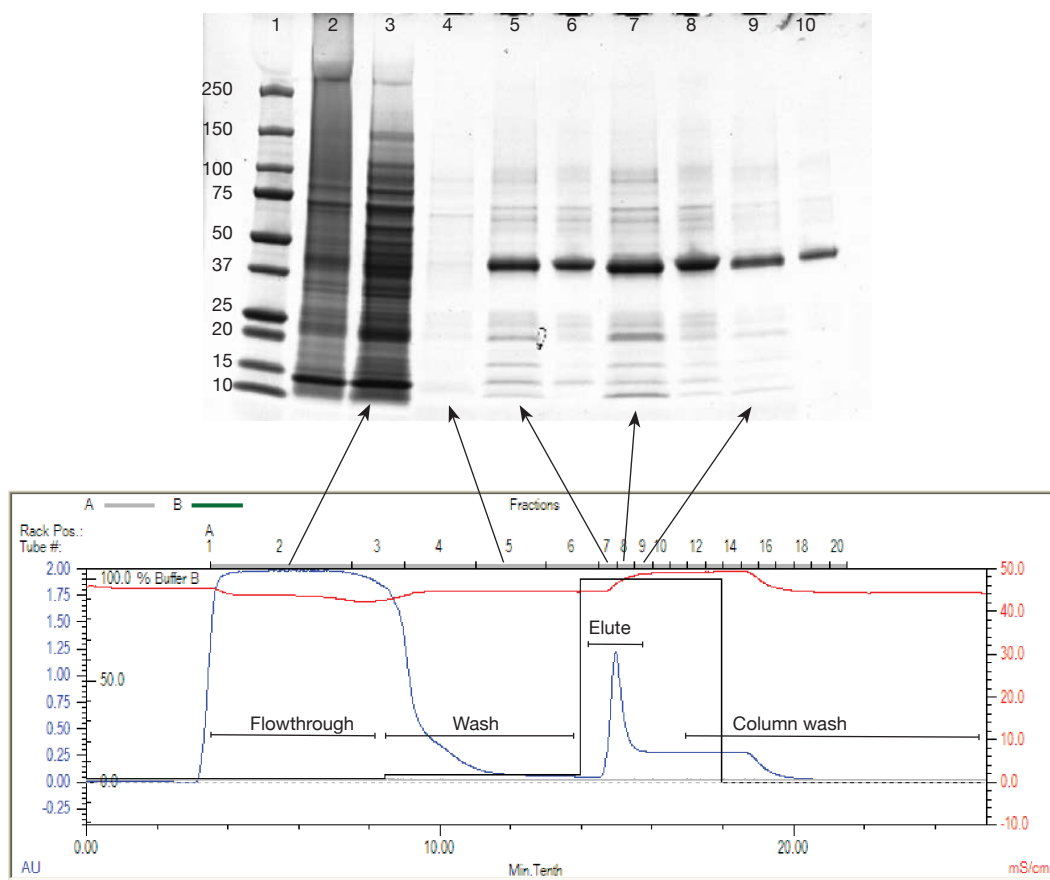 1 2 3 4 5 6 7 8 9 10
250
150
100
75
50
37
25
20
15
10
A B Fractions
Rack Pos.: A
Tube #: 1 2 3 4 5 6 7 8 9 10 12 14 16 18 20
2.00 100.0 % Buffer B 50.0
1.75 40.0
1.50
1.25 Elute 30.0
1.00 50.0
0.75 20.0
0.50 Flowthrough Wash Column wash
0.25 10.0
0.00 0.0 0.0
-0.25
-10.0
0.00 10.00 20.00
AU Min.Tenth mS/cm